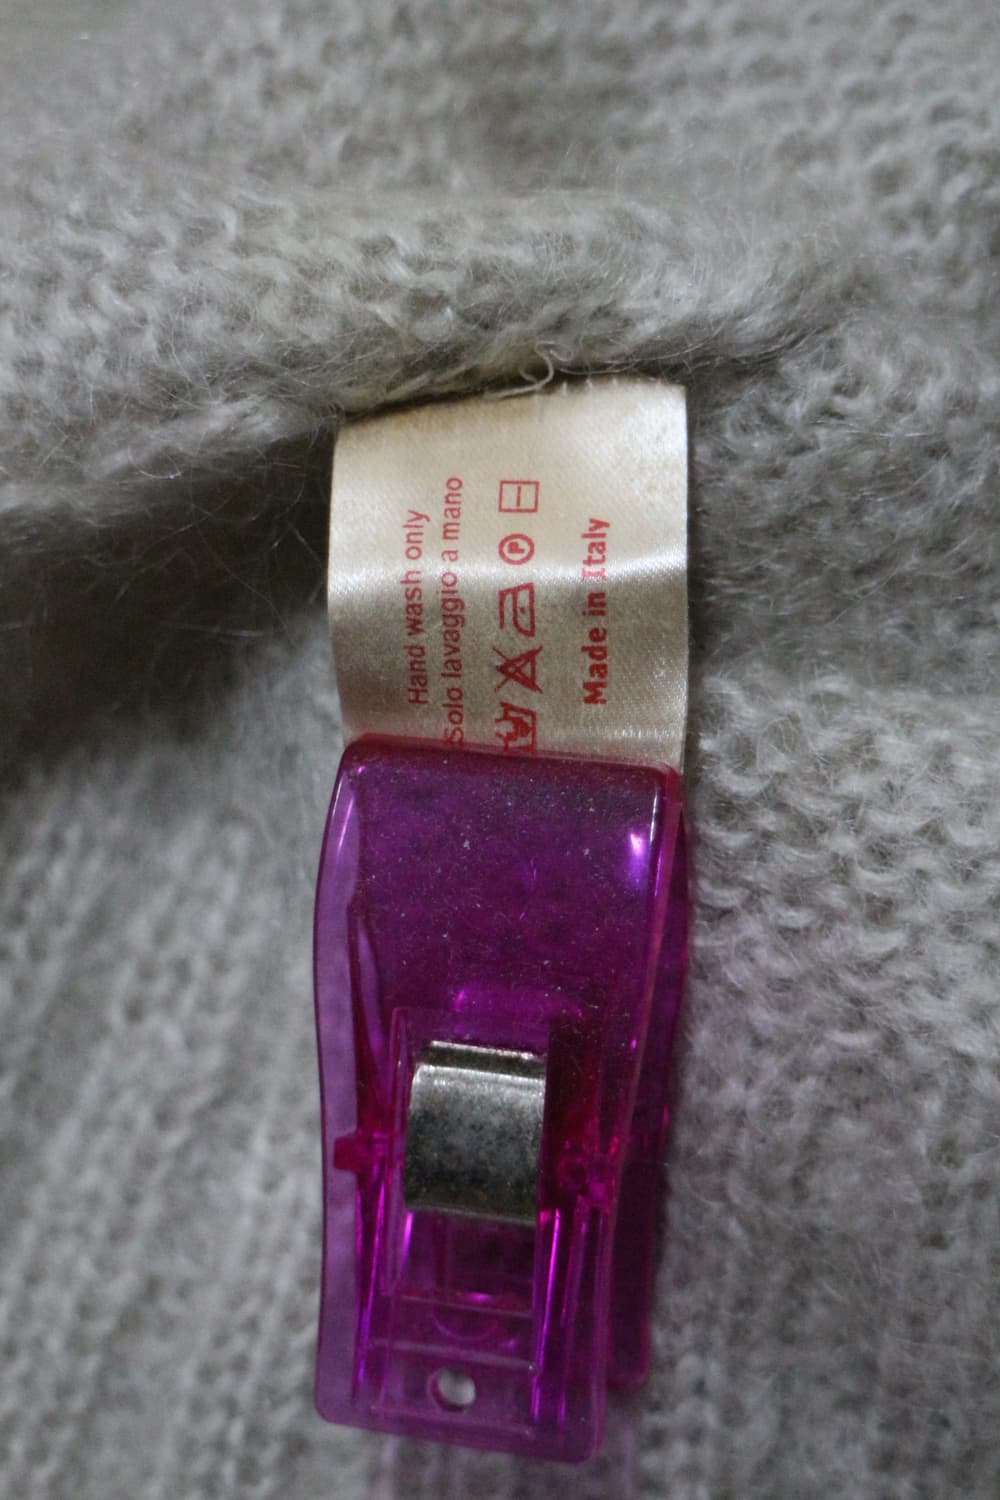 Hand wash only
Solo lavaggio a mano
P
Made in Italy